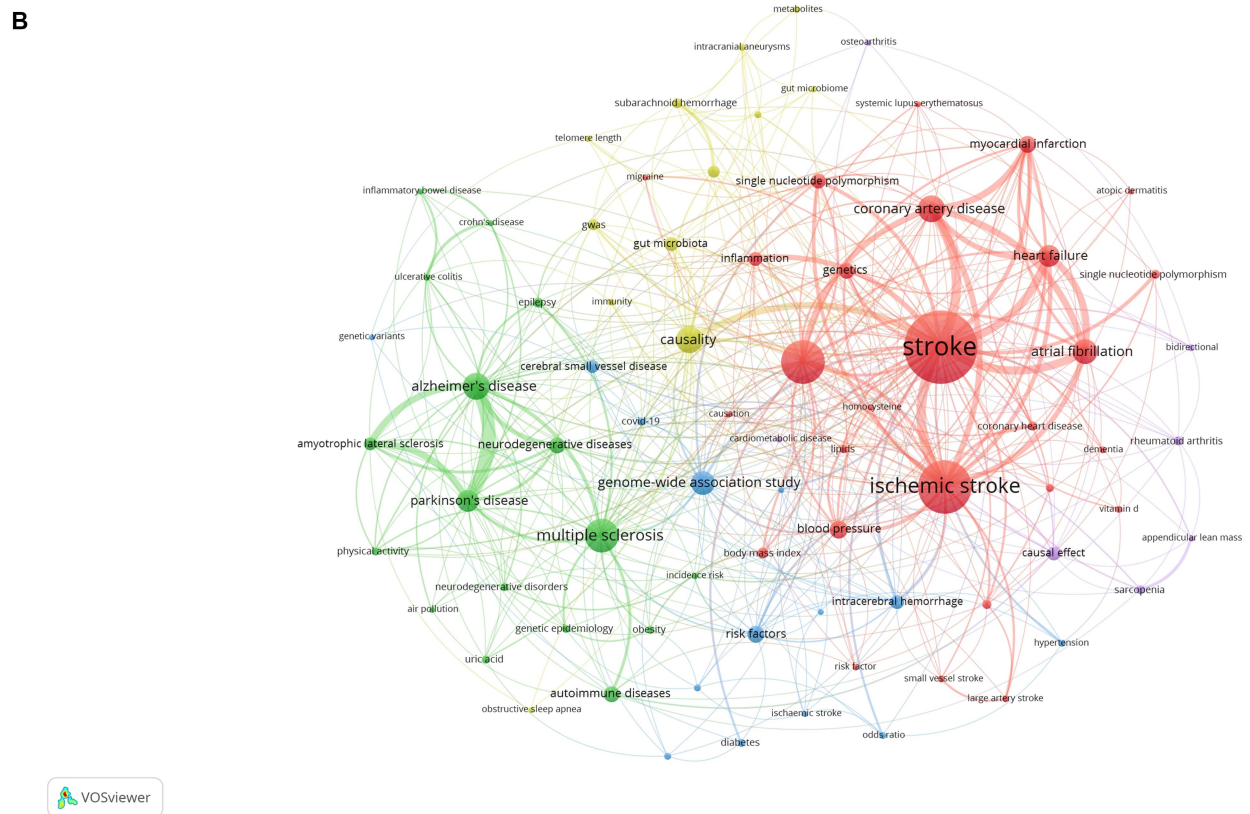 B
metabolites
osteoarthritis
intracranial aneurysms
gut microbiome
subarachnoid hemorrhage
systemic lupus erythematosus
telomere length
myocardial infarction
migraine
single nucleotide polymorphism
inflammatory bowel disease
atopic dermatitis
coronary artery disease
crohn's disease
gwas
gut microbiota
inflammation
heart failure
genetics
ulcerative colitis
single nucleotide polymorphism
epilepsy
immunity
genetic variants
causality
stroke
bidirectional
atrial fibrillation
cerebral small vessel disease
alzheimer's disease
homocysteine
causation
covid-19
coronary heart disease
amyotrophic lateral sclerosis
neurodegenerative diseases
cardiometabolic disease
rheumatoid arthritis
lipids
dementia
genome-wide association study
ischemic stroke
parkinson's disease
vitamin d
blood pressure
multiple sclerosis
appendicular lean mass
physical activity
body mass index
causal effect
incidence risk
neurodegenerative disorders
sarcopenia
intracerebral hemorrhage
air pollution
genetic epidemiology
obesity
risk factors
hypertension
uric acid
risk factor
small vessel stroke
autoimmune diseases
large artery stroke
obstructive sleep apnea
ischaemic stroke
odds ratio
diabetes
VOSviewer